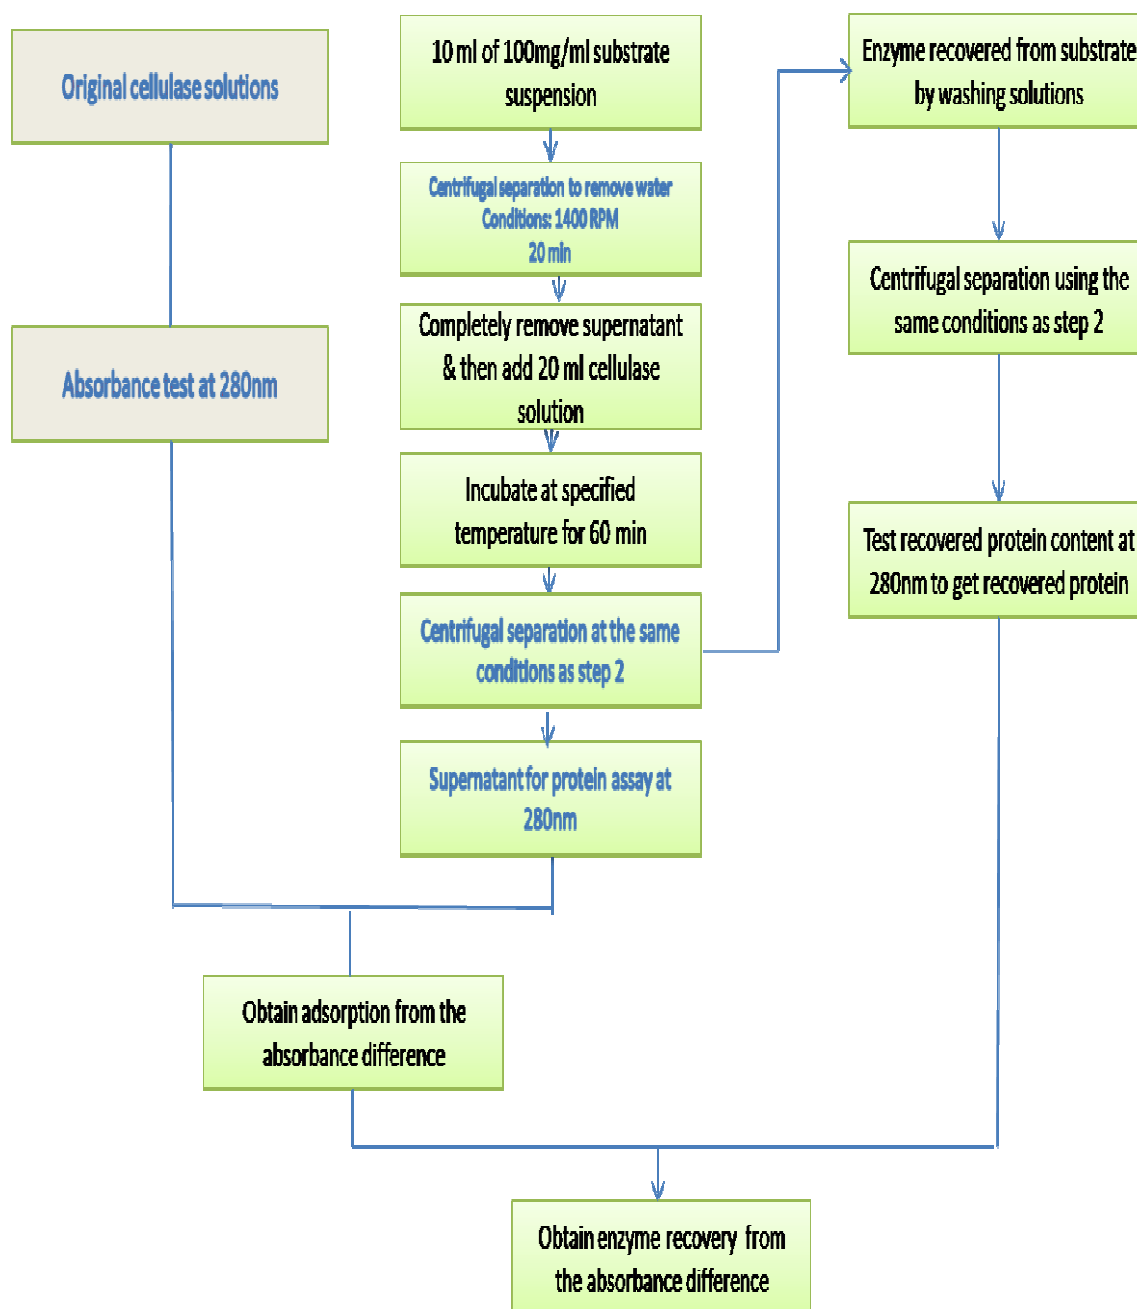 Original cellulase solutions
Absorbance test at 280nm
10 ml of 100mg/ml substrate
suspension
Centrifugal separation to remove water
Conditions: 1400 RPM
20 min
Completely remove supernatant
& then add 20 ml cellulase
solution
Incubate at specified
temperature for 60 min
Centrifugal separation at the same
conditions as step 2
Supernatant for protein assay at
280nm
Enzyme recovered from substrate
by washing solutions
Centrifugal separation using the
same conditions as step 2
Test recovered protein content at
280nm to get recovered protein
Obtain adsorption from the
absorbance difference
Obtain enzyme recovery from
the absorbance difference